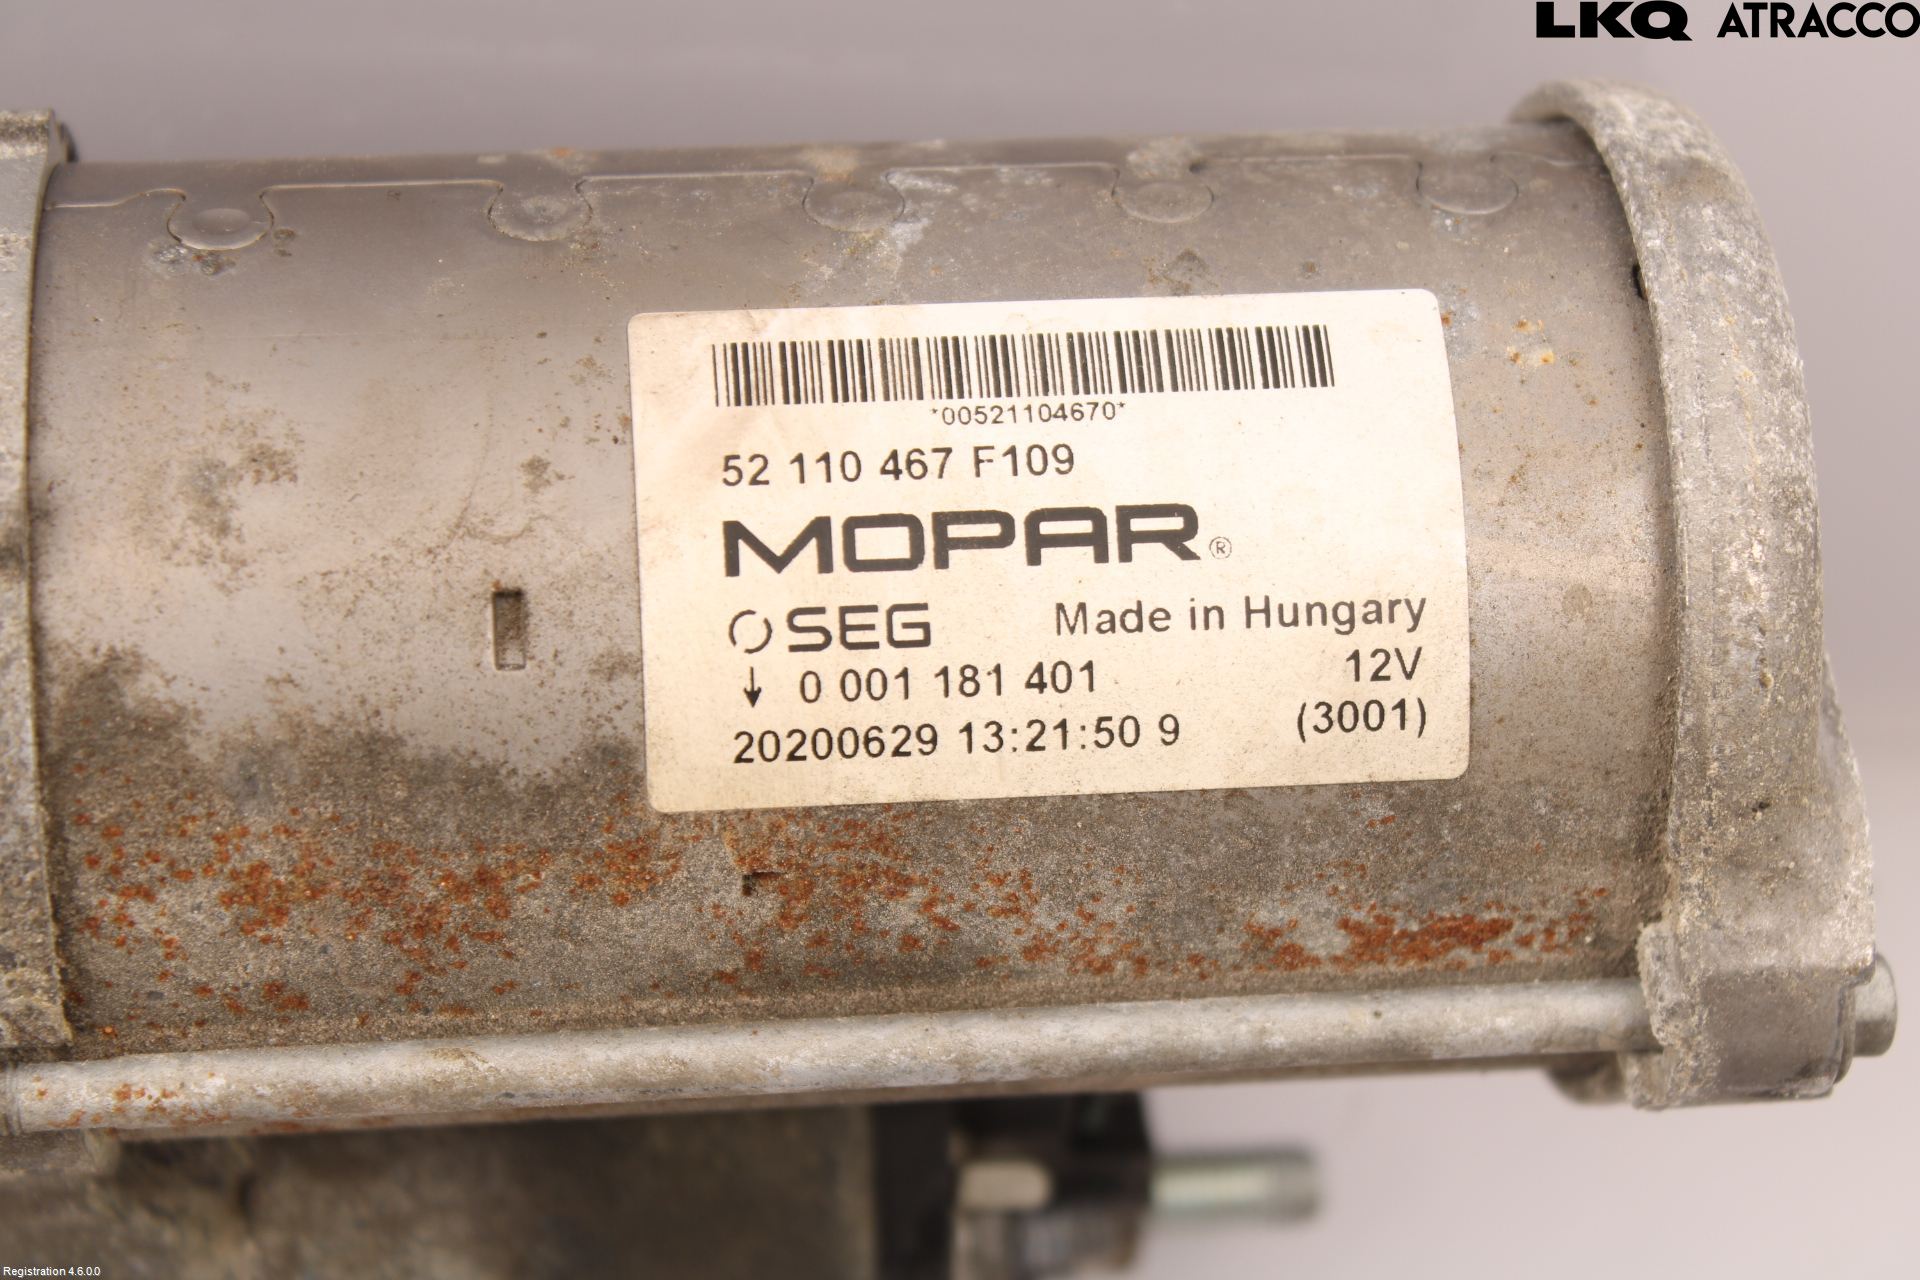 LKQ ATRACCO
*00521104670*
52 110 467 F109
MOPAR®
SEG Made in Hungary
↓ 0 001 181 401 12V
20200629 13:21:50 9 (3001)
Registration 4.6.0.0